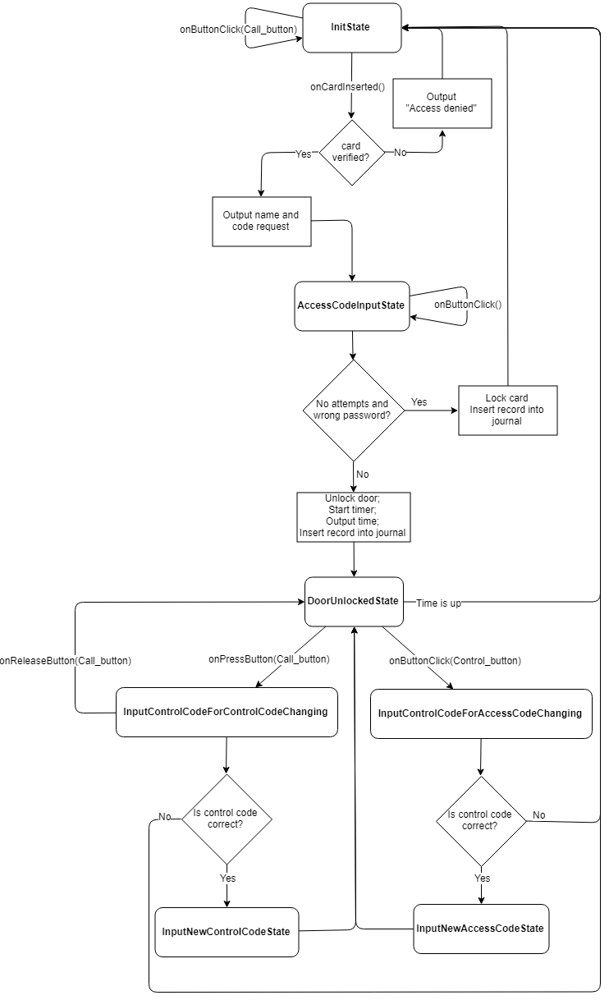 InitState
onButtonClick(Call_button)
onCardInserted()
Output
"Access denied"
card
verified?
Yes
No
Output name and
code request
AccessCodeInputState
onButtonClick()
No attempts and
wrong password?
Yes
Lock card
Insert record into
journal
No
Unlock door;
Start timer;
Output time;
Insert record into journal
DoorUnlockedState
Time is up
onReleaseButton(Call_button)
onPressButton(Call_button)
onButtonClick(Control_button)
InputControlCodeForControlCodeChanging
InputControlCodeForAccessCodeChanging
No
Is control code
correct?
Is control code
correct?
No
Yes
Yes
InputNewControlCodeState
InputNewAccessCodeState